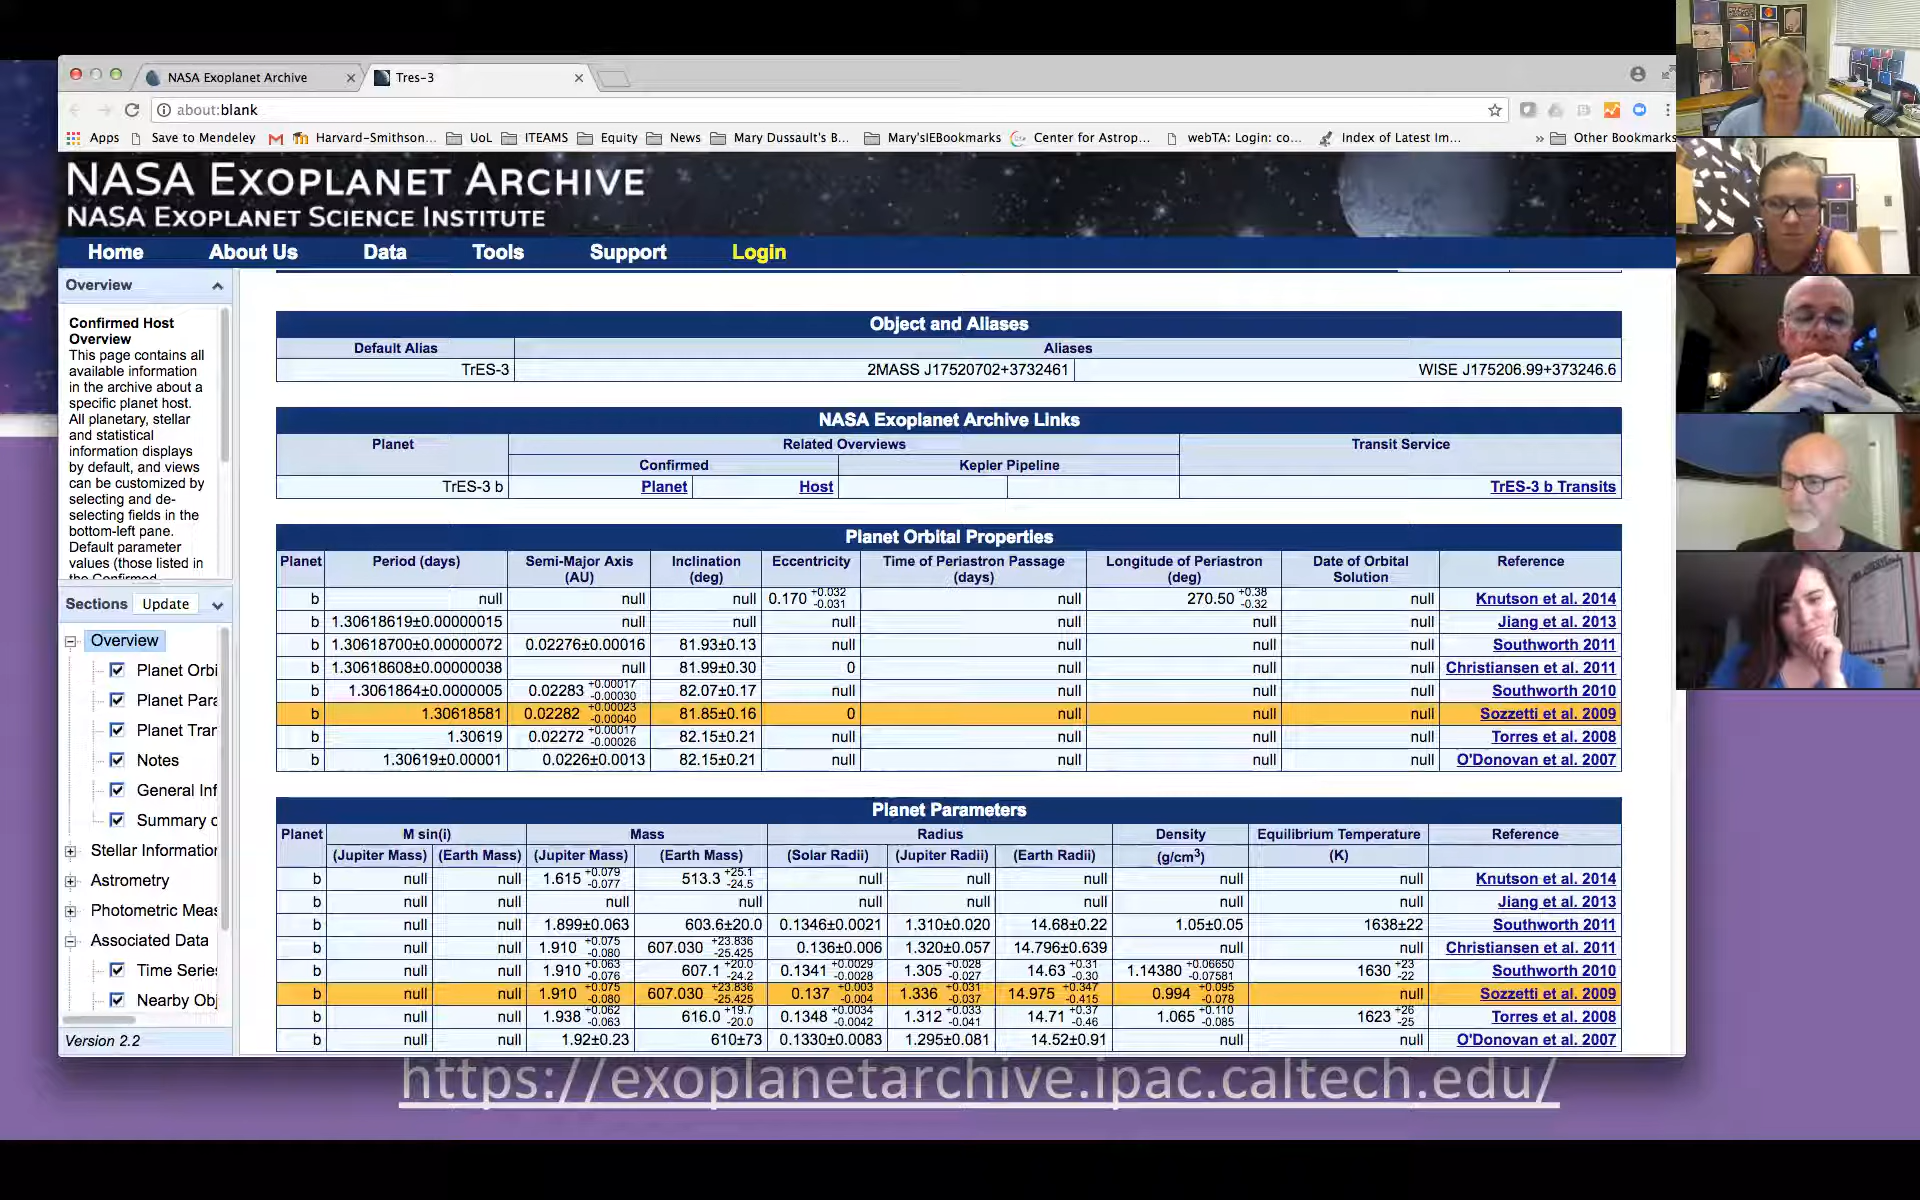 NASA Exoplanet Archive
Tres-3
about:blank
Apps Save to Mendeley Harvard-Smithson... UoL ITEAMS Equity News Mary Dussault's B... Mary'sIEBookmarks Center for Astrop... webTA: Login: co... Index of Latest Im... » Other Bookmarks
NASA EXOPLANET ARCHIVE
NASA EXOPLANET SCIENCE INSTITUTE
Home About Us Data Tools Support Login
Overview
Confirmed Host
Overview
This page contains all
available information
in the archive about a
specific planet host.
All planetary, stellar
and statistical
information displays
by default, and views
can be customized by
selecting and de-
selecting fields in the
bottom-left pane.
Default parameter
values (those listed in
the Confirmed
Sections Update
Overview
Planet Orbi
Planet Para
Planet Tran
Notes
General Inf
Summary o
Stellar Information
Astrometry
Photometric Meas
Associated Data
Time Series
Nearby Obj
Version 2.2
Object and Aliases
Default Alias Aliases
TrES-3 2MASS J17520702+3732461 WISE J175206.99+373246.6
NASA Exoplanet Archive Links
Planet Related Overviews Transit Service
Confirmed Kepler Pipeline
TrES-3 b Planet Host TrES-3 b Transits
Planet Orbital Properties
Planet Period (days) Semi-Major Axis (AU) Inclination (deg) Eccentricity Time of Periastron Passage (days) Longitude of Periastron (deg) Date of Orbital Solution Reference
b null null null 0.170 +0.032 -0.031 null 270.50 +0.38 -0.32 null Knutson et al. 2014
b 1.30618619±0.00000015 null null null null null null Jiang et al. 2013
b 1.30618700±0.00000072 0.02276±0.00016 81.93±0.13 null null null null Southworth 2011
b 1.30618608±0.00000038 null 81.99±0.30 0 null null null Christiansen et al. 2011
b 1.3061864±0.0000005 0.02283 +0.00017 -0.00030 82.07±0.17 null null null null Southworth 2010
b 1.30618581 0.02282 +0.00023 -0.00040 81.85±0.16 0 null null null Sozzetti et al. 2009
b 1.30619 0.02272 +0.00017 -0.00026 82.15±0.21 null null null null Torres et al. 2008
b 1.30619±0.00001 0.0226±0.0013 82.15±0.21 null null null null O'Donovan et al. 2007
Planet Parameters
Planet M sin(i) Mass Radius Density Equilibrium Temperature Reference
(Jupiter Mass) (Earth Mass) (Jupiter Mass) (Earth Mass) (Solar Radii) (Jupiter Radii) (Earth Radii) (g/cm3) (K)
b null null 1.615 +0.079 -0.077 513.3 +25.1 -24.5 null null null null null Knutson et al. 2014
b null null null null null null null null null Jiang et al. 2013
b null null 1.899±0.063 603.6±20.0 0.1346±0.0021 1.310±0.020 14.68±0.22 1.05±0.05 1638±22 Southworth 2011
b null null 1.910 +0.075 -0.080 607.030 +23.836 -25.425 0.136±0.006 1.320±0.057 14.796±0.639 null null Christiansen et al. 2011
b null null 1.910 +0.063 -0.076 607.1 +20.0 -24.2 0.1341 +0.0029 -0.0028 1.305 +0.028 -0.027 14.63 +0.31 -0.30 1.14380 +0.06650 -0.07581 1630 +23 -22 Southworth 2010
b null null 1.910 +0.075 -0.080 607.030 +23.836 -25.425 0.137 +0.003 -0.004 1.336 +0.031 -0.037 14.975 +0.347 -0.415 0.994 +0.095 -0.078 null Sozzetti et al. 2009
b null null 1.938 +0.062 -0.063 616.0 +19.7 -20.0 0.1348 +0.0034 -0.0042 1.312 +0.033 -0.041 14.71 +0.37 -0.46 1.065 +0.110 -0.085 1623 +26 -25 Torres et al. 2008
b null null 1.92±0.23 610±73 0.1330±0.0083 1.295±0.081 14.52±0.91 null null O'Donovan et al. 2007
https://exoplanetarchive.ipac.caltech.edu/